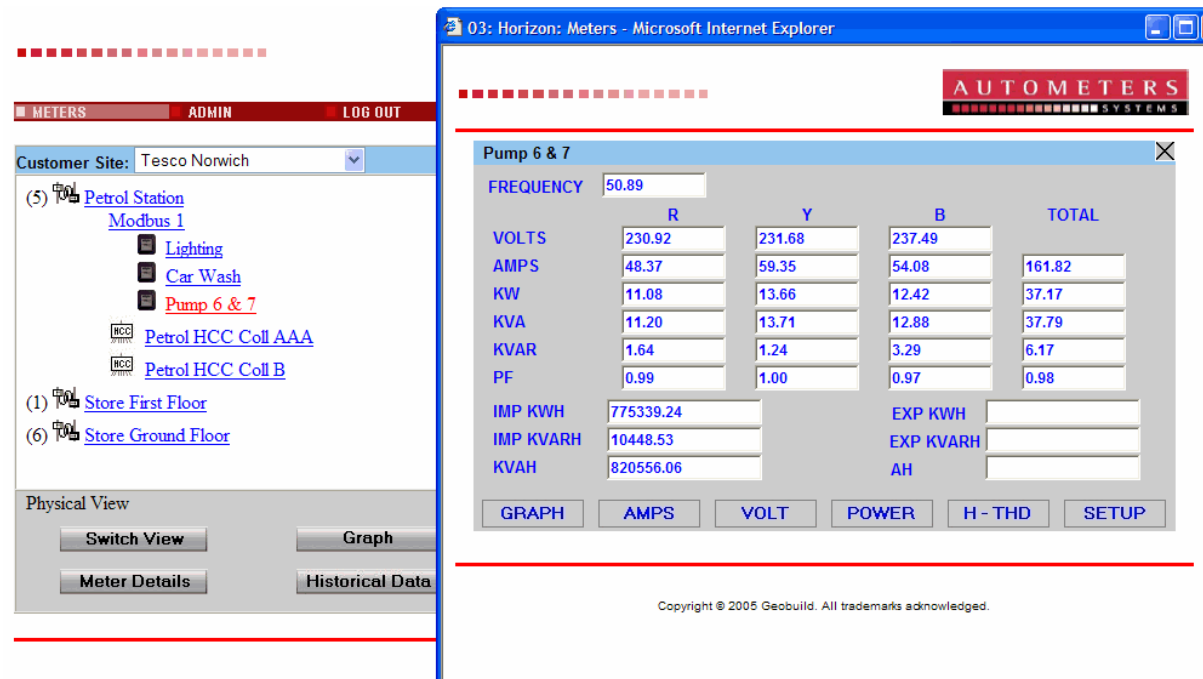 METERS ADMIN LOG OUT
Customer Site: Tesco Norwich
(5) Petrol Station
Modbus 1
Lighting
Car Wash
Pump 6 & 7
HCC Petrol HCC Coll AAA
HCC Petrol HCC Coll B
(1) Store First Floor
(6) Store Ground Floor
Physical View
Switch View Graph
Meter Details Historical Data
03: Horizon: Meters - Microsoft Internet Explorer
AUTOMETERS
SYSTEMS
Pump 6 & 7
FREQUENCY 50.89
R Y B TOTAL
VOLTS 230.92 231.68 237.49
AMPS 48.37 59.35 54.08 161.82
KW 11.08 13.66 12.42 37.17
KVA 11.20 13.71 12.88 37.79
KVAR 1.64 1.24 3.29 6.17
PF 0.99 1.00 0.97 0.98
IMP KWH 775339.24 EXP KWH
IMP KVARH 10448.53 EXP KVARH
KVAH 820556.06 AH
GRAPH AMPS VOLT POWER H - THD SETUP
Copyright © 2005 Geobuild. All trademarks acknowledged.